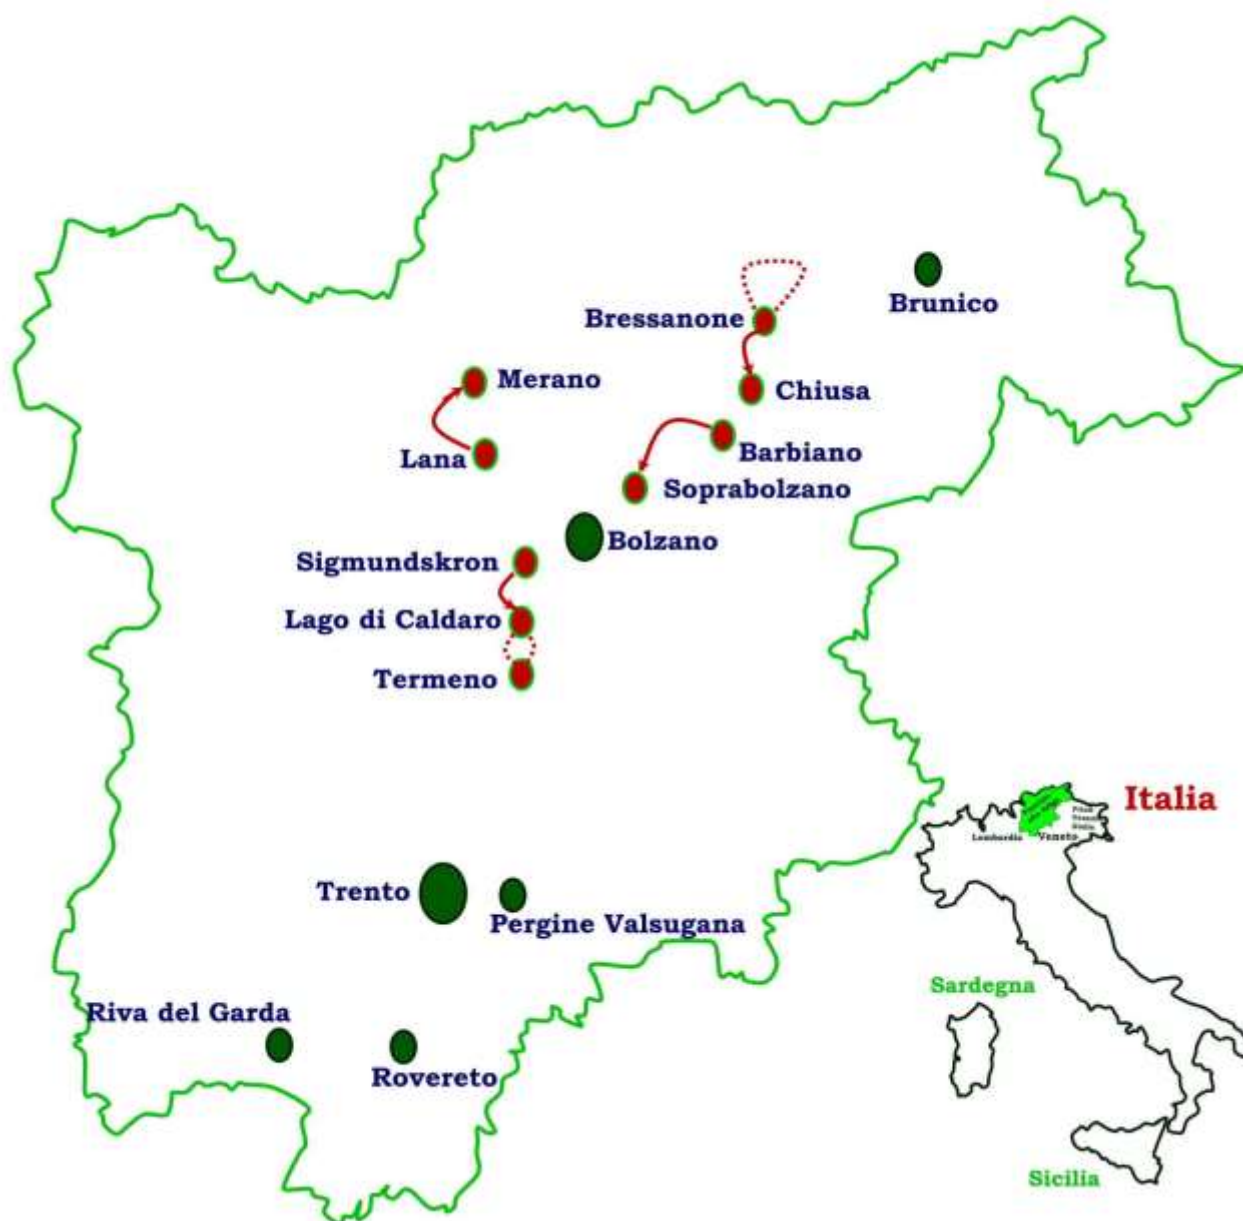 Brunico
Bressanone
Merano
Chiusa
Lana
Barbiano
Soprabolzano
Bolzano
Sigmundskron
Lago di Caldaro
Termeno
Italia
Lombardia
Veneto
Trento
Pergine Valsugana
Sardegna
Riva del Garda
Rovereto
Sicilia